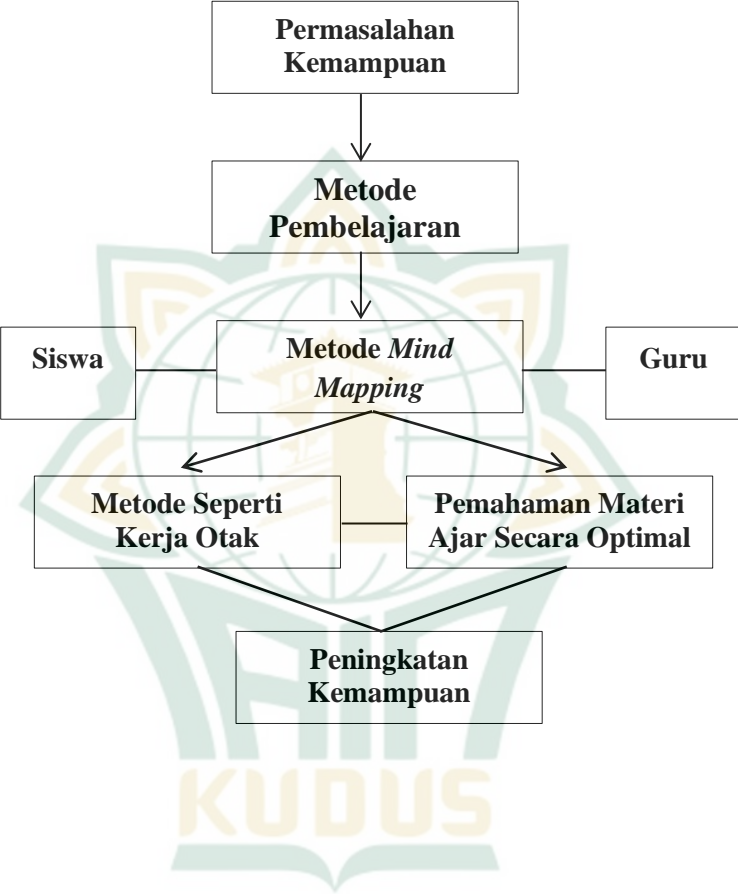 Permasalahan
Kemampuan
Metode
Pembelajaran
Siswa
Metode Mind
Mapping
Guru
Metode Seperti
Kerja Otak
Pemahaman Materi
Ajar Secara Optimal
Peningkatan
Kemampuan
IAIN
KUDUS